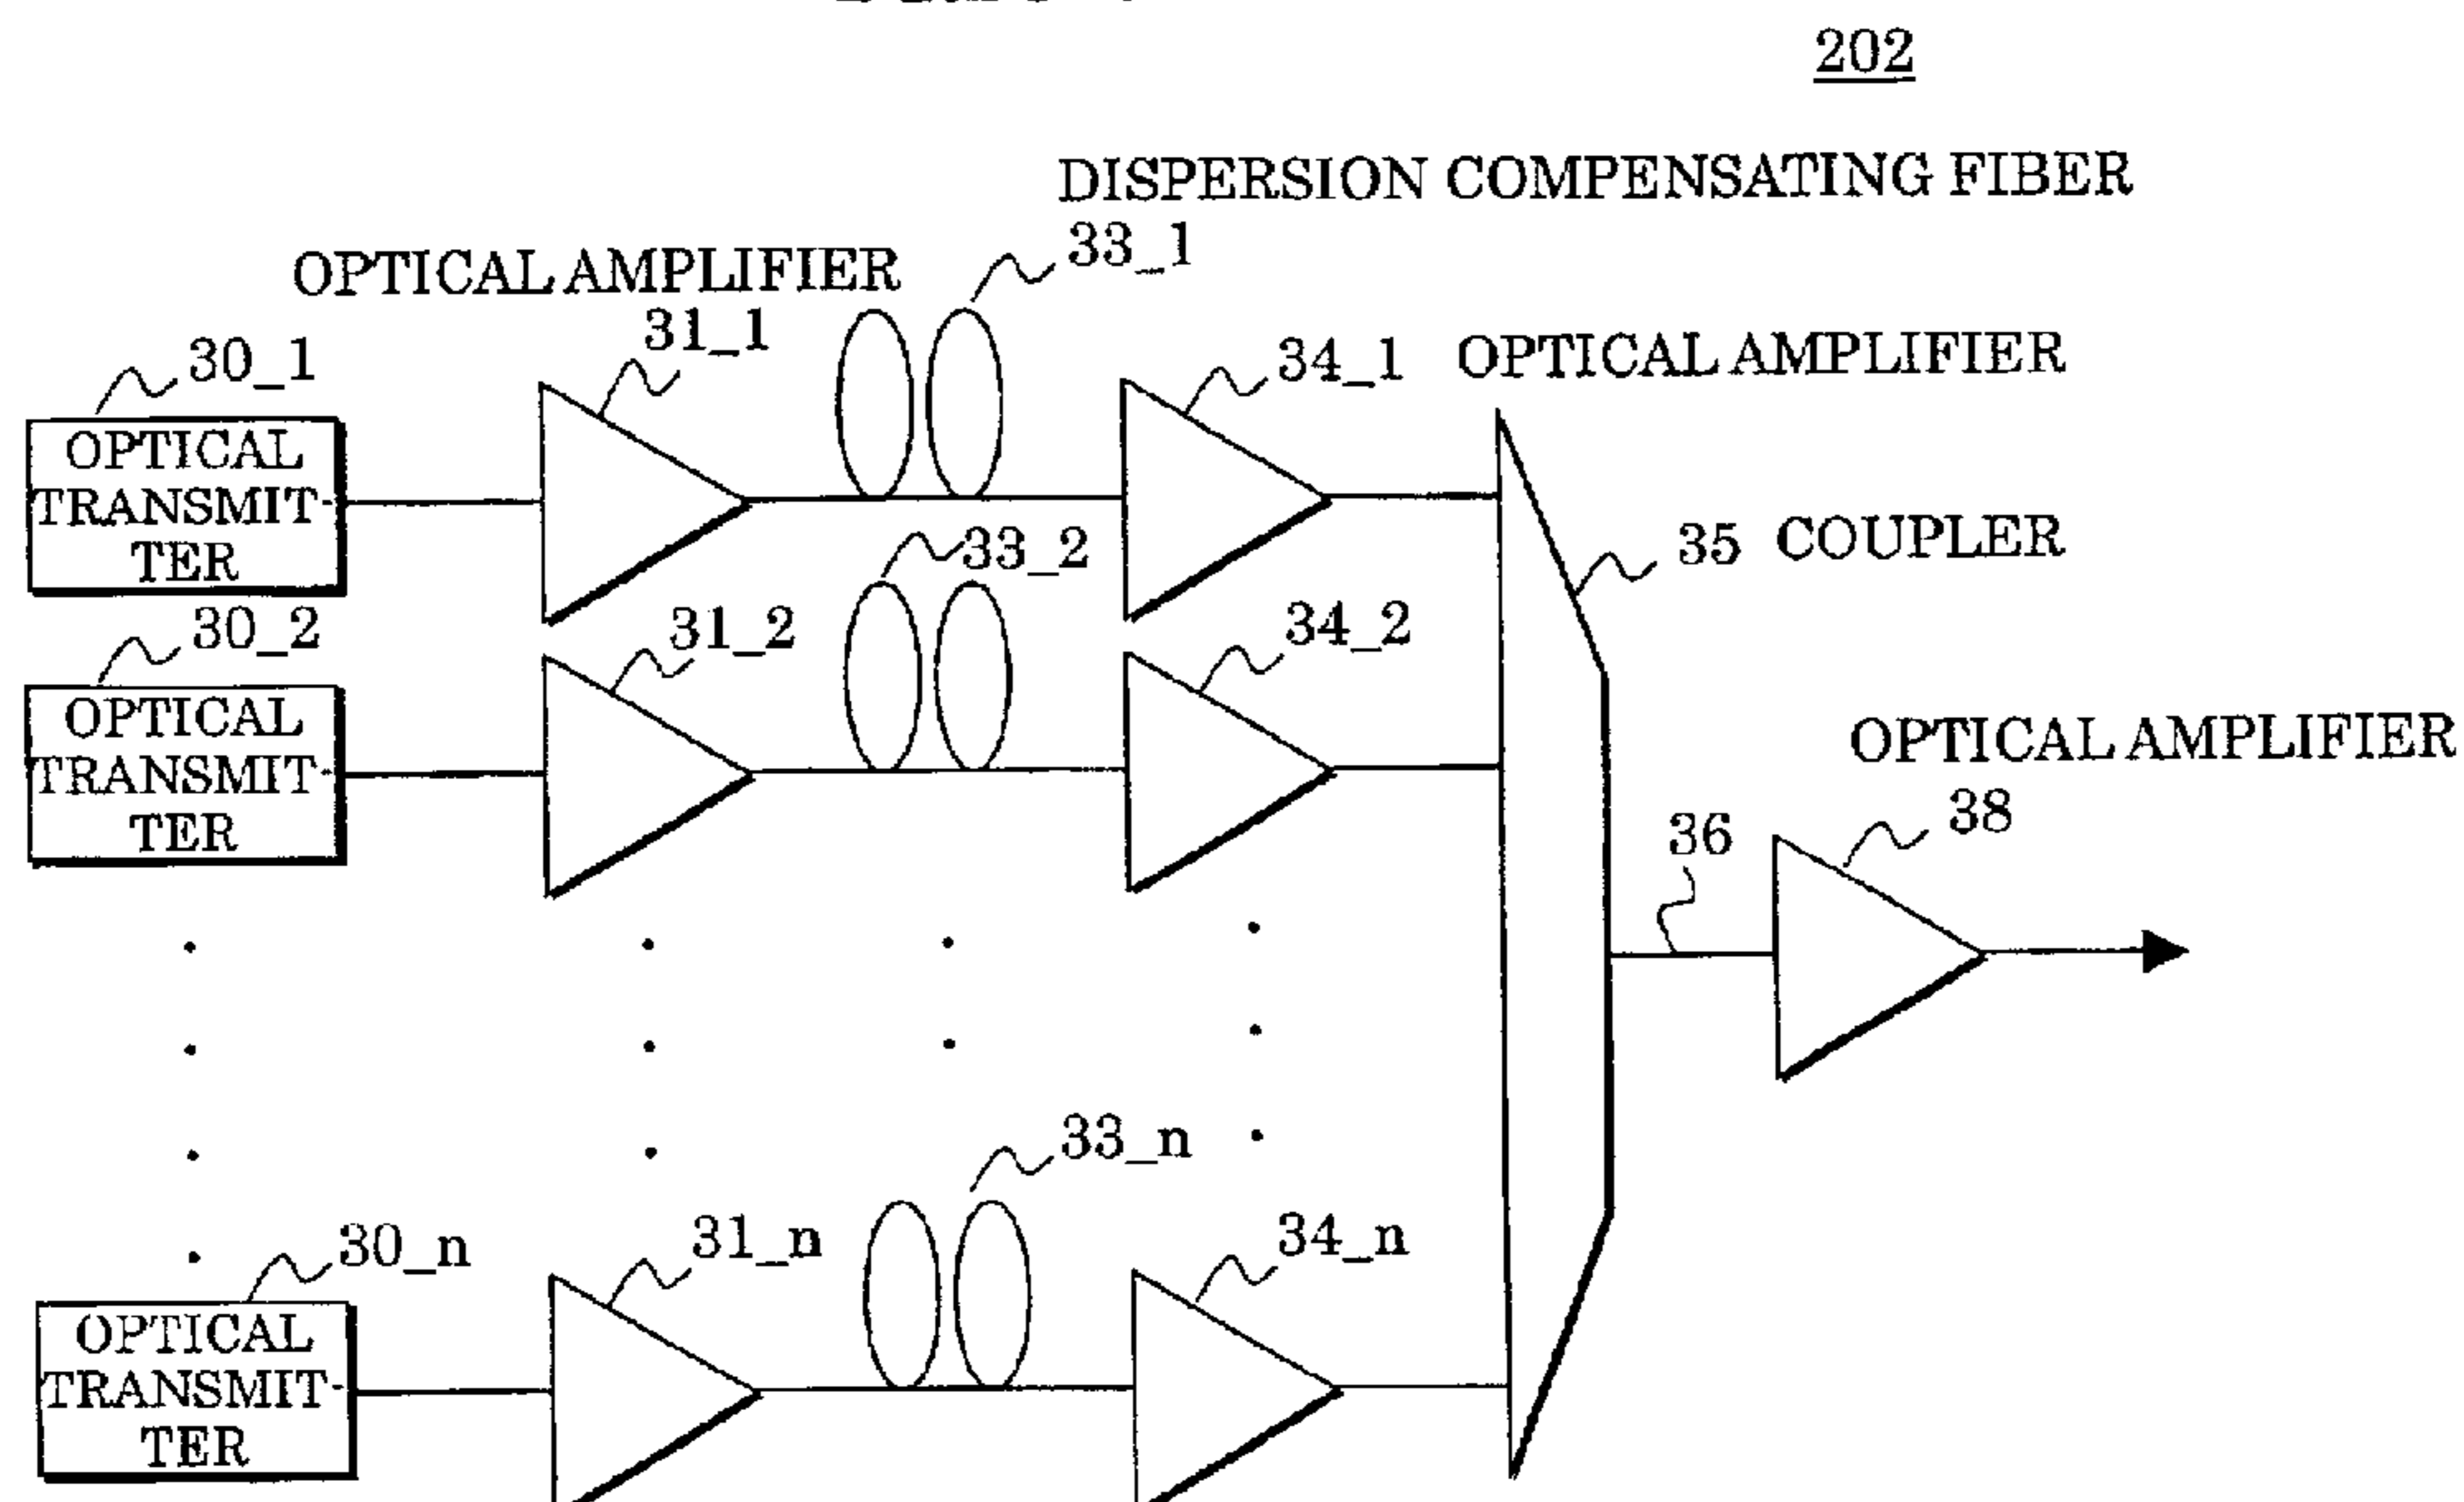 202
DISPERSION COMPENSATING FIBER
33_1
OPTICAL AMPLIFIER
31_1
30_1
34_1 OPTICAL AMPLIFIER
OPTICAL
TRANSMIT-
TER
35 COUPLER
33_2
30_2
31_2
34_2
OPTICAL
TRANSMIT-
TER
OPTICAL AMPLIFIER
38
36
33_n
30_n
31_n
34_n
OPTICAL
TRANSMIT-
TER